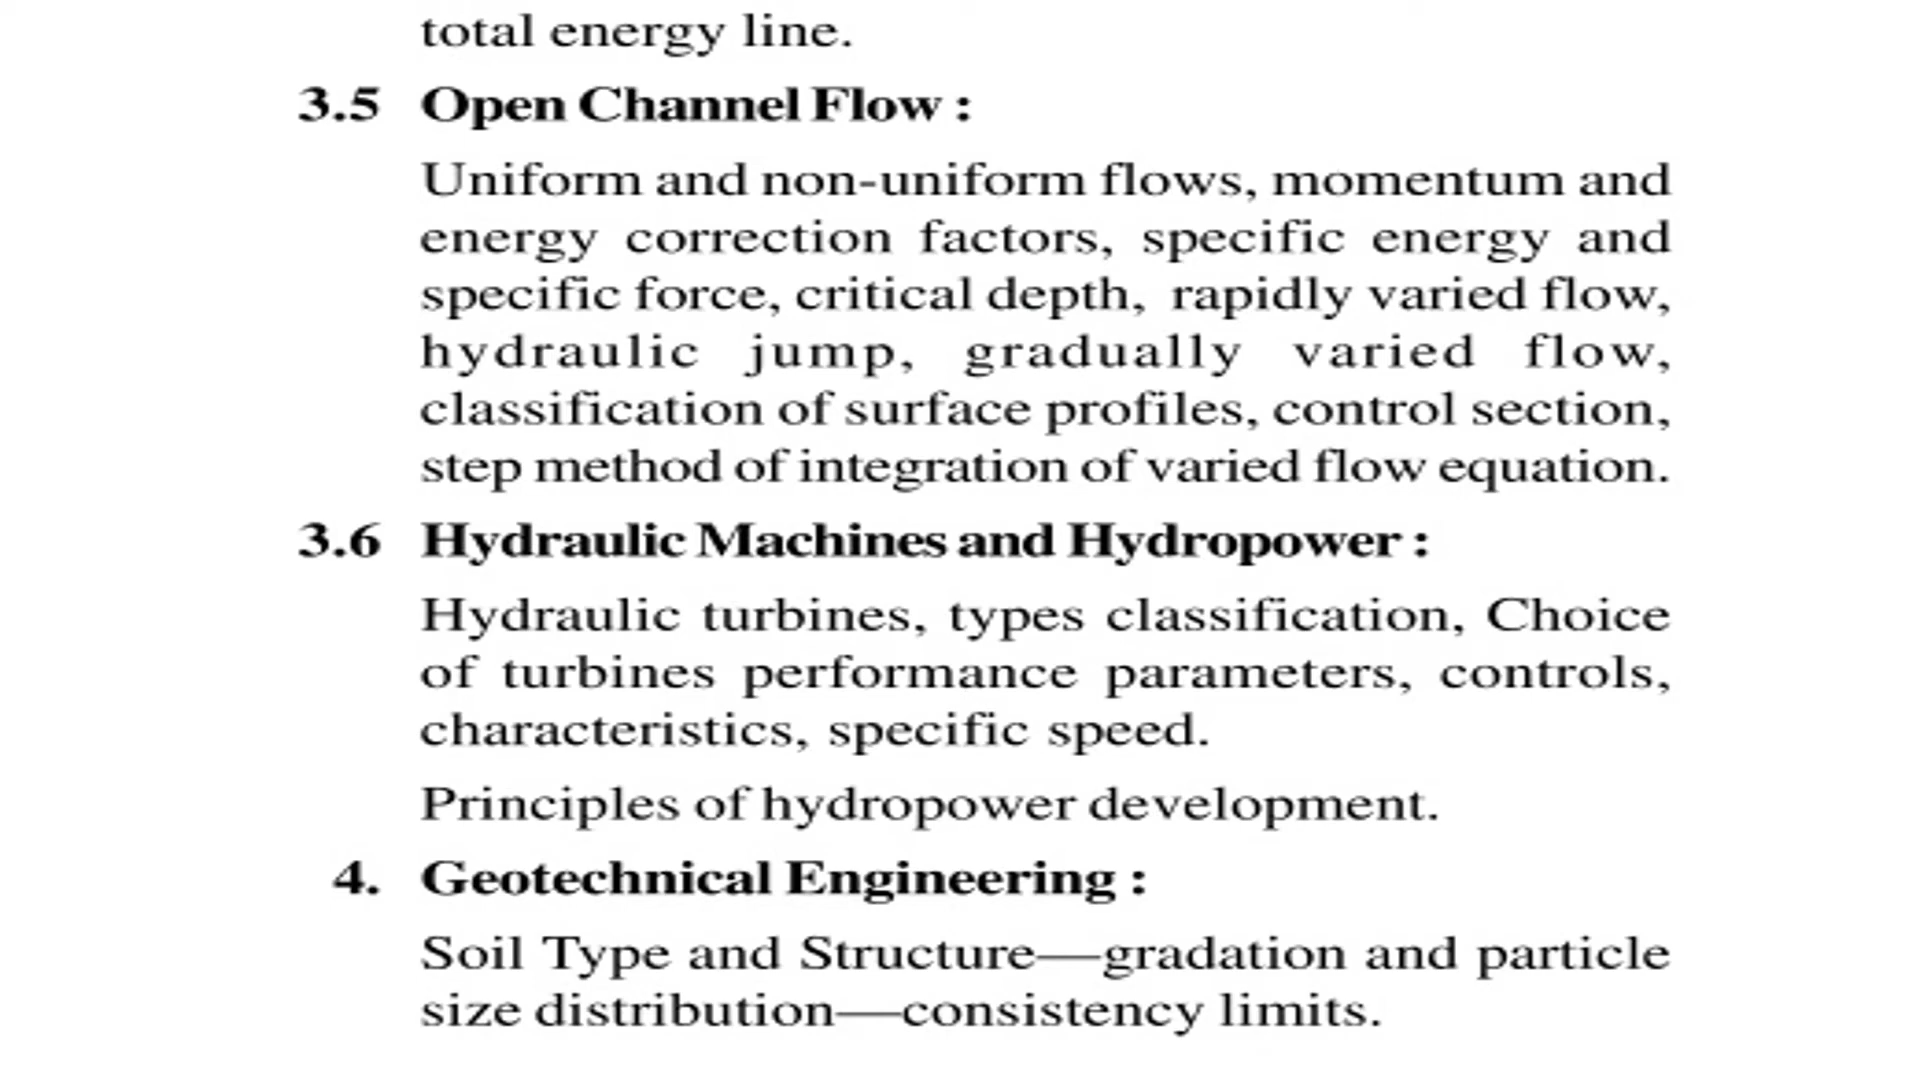 total energy line.
3.5 Open Channel Flow :
Uniform and non-uniform flows, momentum and
energy correction factors, specific energy and
specific force, critical depth, rapidly varied flow,
hydraulic jump, gradually varied flow,
classification of surface profiles, control section,
step method of integration of varied flow equation.
3.6 Hydraulic Machines and Hydropower :
Hydraulic turbines, types classification, Choice
of turbines performance parameters, controls,
characteristics, specific speed.
Principles of hydropower development.
4. Geotechnical Engineering :
Soil Type and Structure—gradation and particle
size distribution—consistency limits.